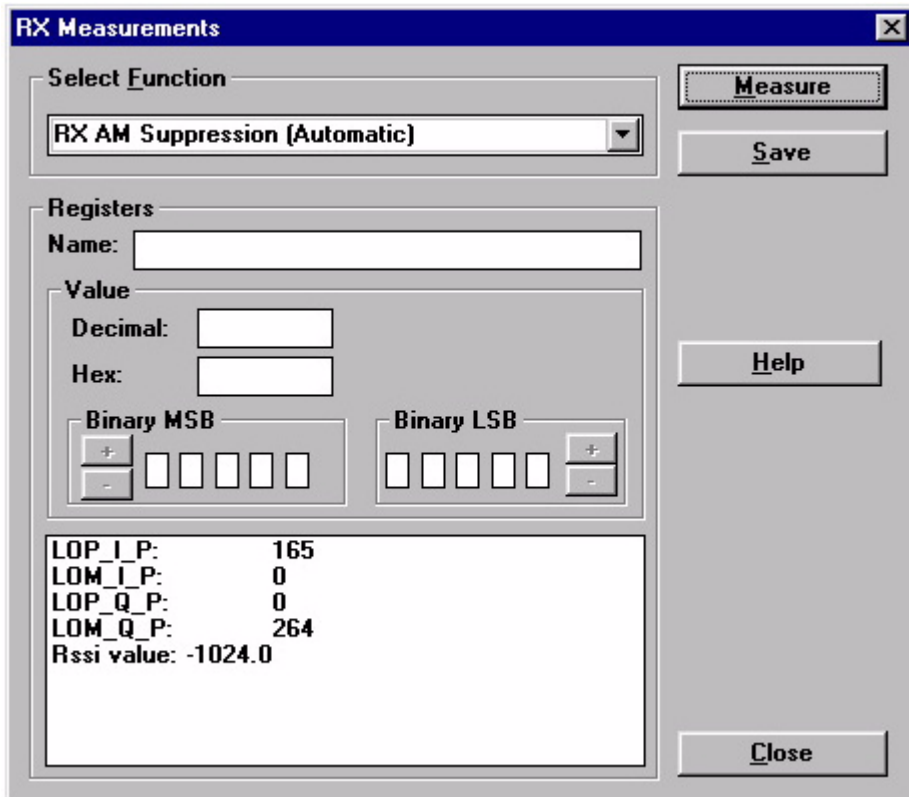 RX Measurements
Select Function
RX AM Suppression (Automatic)
Measure
Save
Registers
Name:
Value
Decimal:
Hex:
Help
Binary MSB
Binary LSB
+
-
+
-
LOP_I_P: 165
LOM_I_P: 0
LOP_Q_P: 0
LOM_Q_P: 264
Rssi value: -1024.0
Close